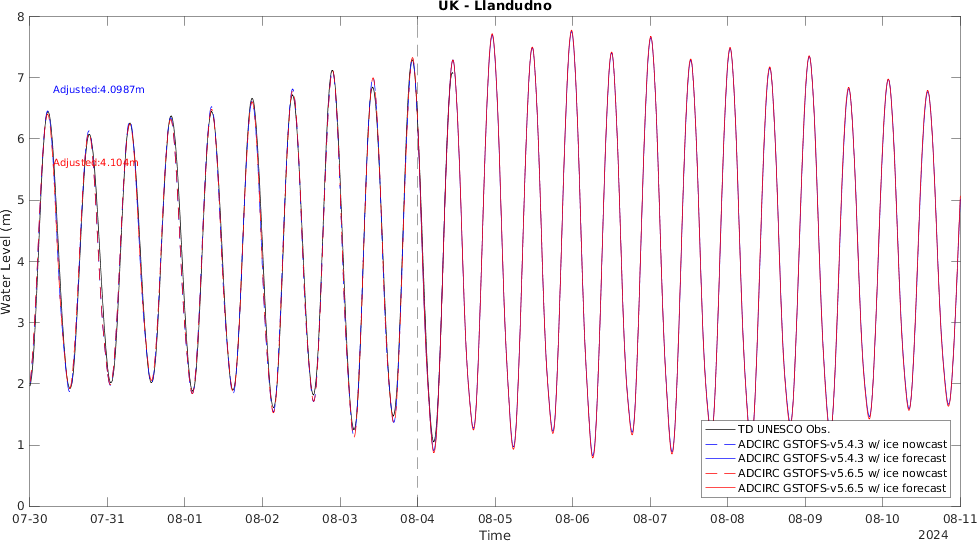 UK - Llandudno
8
7
6
5
4
3
2
1
0
Water Level (m)
Adjusted:4.0987m
Adjusted:4.104m
TD UNESCO Obs.
ADCIRC GSTOFS-v5.4.3 w/ ice nowcast
ADCIRC GSTOFS-v5.4.3 w/ ice forecast
ADCIRC GSTOFS-v5.6.5 w/ ice nowcast
ADCIRC GSTOFS-v5.6.5 w/ ice forecast
07-30 07-31 08-01 08-02 08-03 08-04 08-05 08-06 08-07 08-08 08-09 08-10 08-11
Time
2024